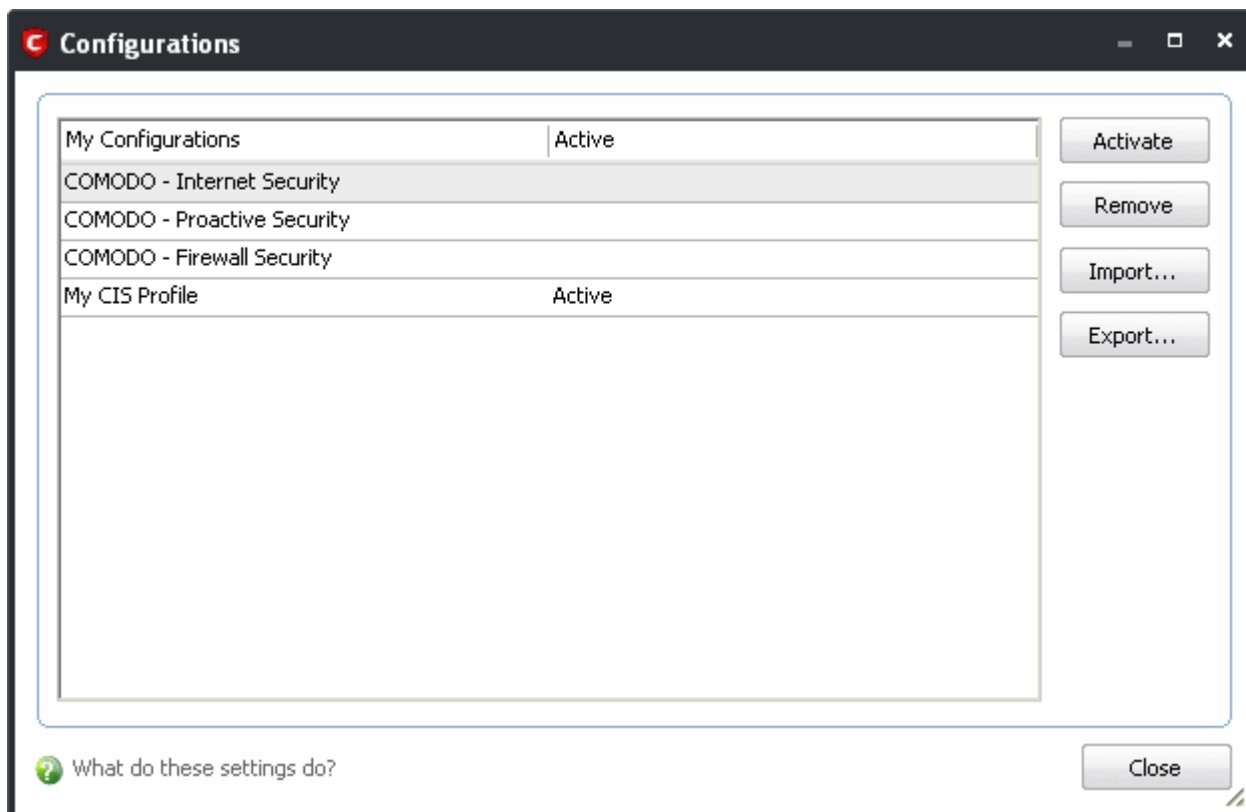 Configurations
My Configurations Active
COMODO - Internet Security
COMODO - Proactive Security
COMODO - Firewall Security
My CIS Profile Active
Activate
Remove
Import...
Export...
What do these settings do?
Close